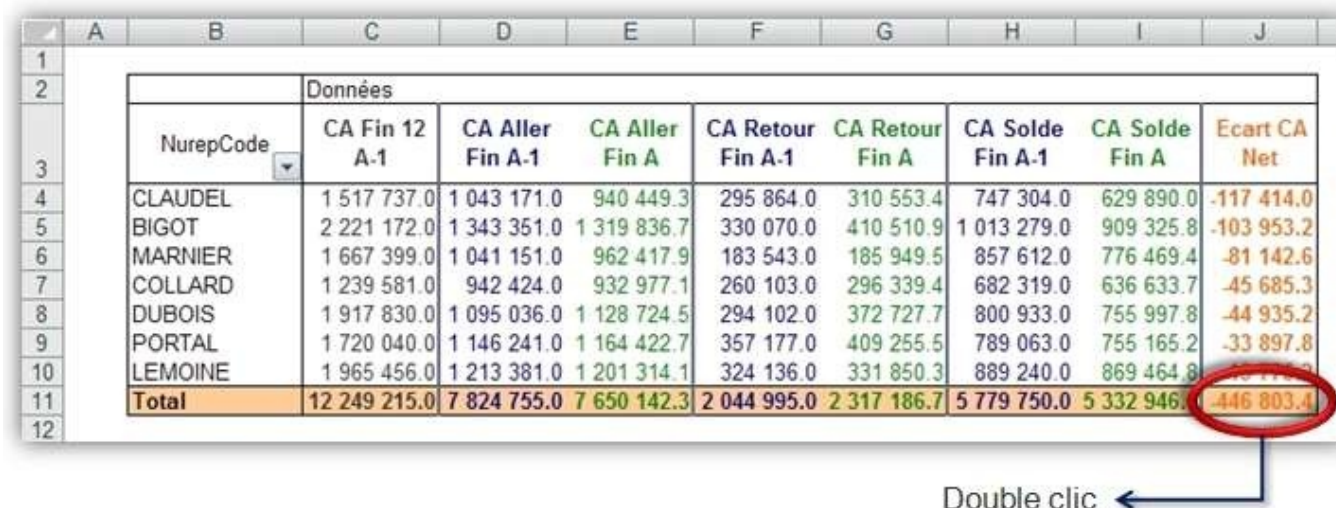 A B C D E F G H I J
1
2 Données
3 NurepCode CA Fin 12 A-1 CA Aller Fin A-1 CA Aller Fin A CA Retour Fin A-1 CA Retour Fin A CA Solde Fin A-1 CA Solde Fin A Ecart CA Net
4 CLAUDEL 1 517 737.0 1 043 171.0 940 449.3 295 864.0 310 553.4 747 304.0 629 890.0 -117 414.0
5 BIGOT 2 221 172.0 1 343 351.0 1 319 836.7 330 070.0 410 510.9 1 013 279.0 909 325.8 -103 953.2
6 MARNIER 1 667 399.0 1 041 151.0 962 417.9 183 543.0 185 949.5 857 612.0 776 469.4 -81 142.6
7 COLLARD 1 239 581.0 942 424.0 932 977.1 260 103.0 296 339.4 682 319.0 636 633.7 -45 685.3
8 DUBOIS 1 917 830.0 1 095 036.0 1 128 724.5 294 102.0 372 727.7 800 933.0 755 997.8 -44 935.2
9 PORTAL 1 720 040.0 1 146 241.0 1 164 422.7 357 177.0 409 255.5 789 063.0 755 165.2 -33 897.8
10 LEMOINE 1 965 456.0 1 213 381.0 1 201 314.1 324 136.0 331 850.3 889 240.0 869 464.8
11 Total 12 249 215.0 7 824 755.0 7 650 142.3 2 044 995.0 2 317 186.7 5 779 750.0 5 332 946. -446 803.4
12
Double clic